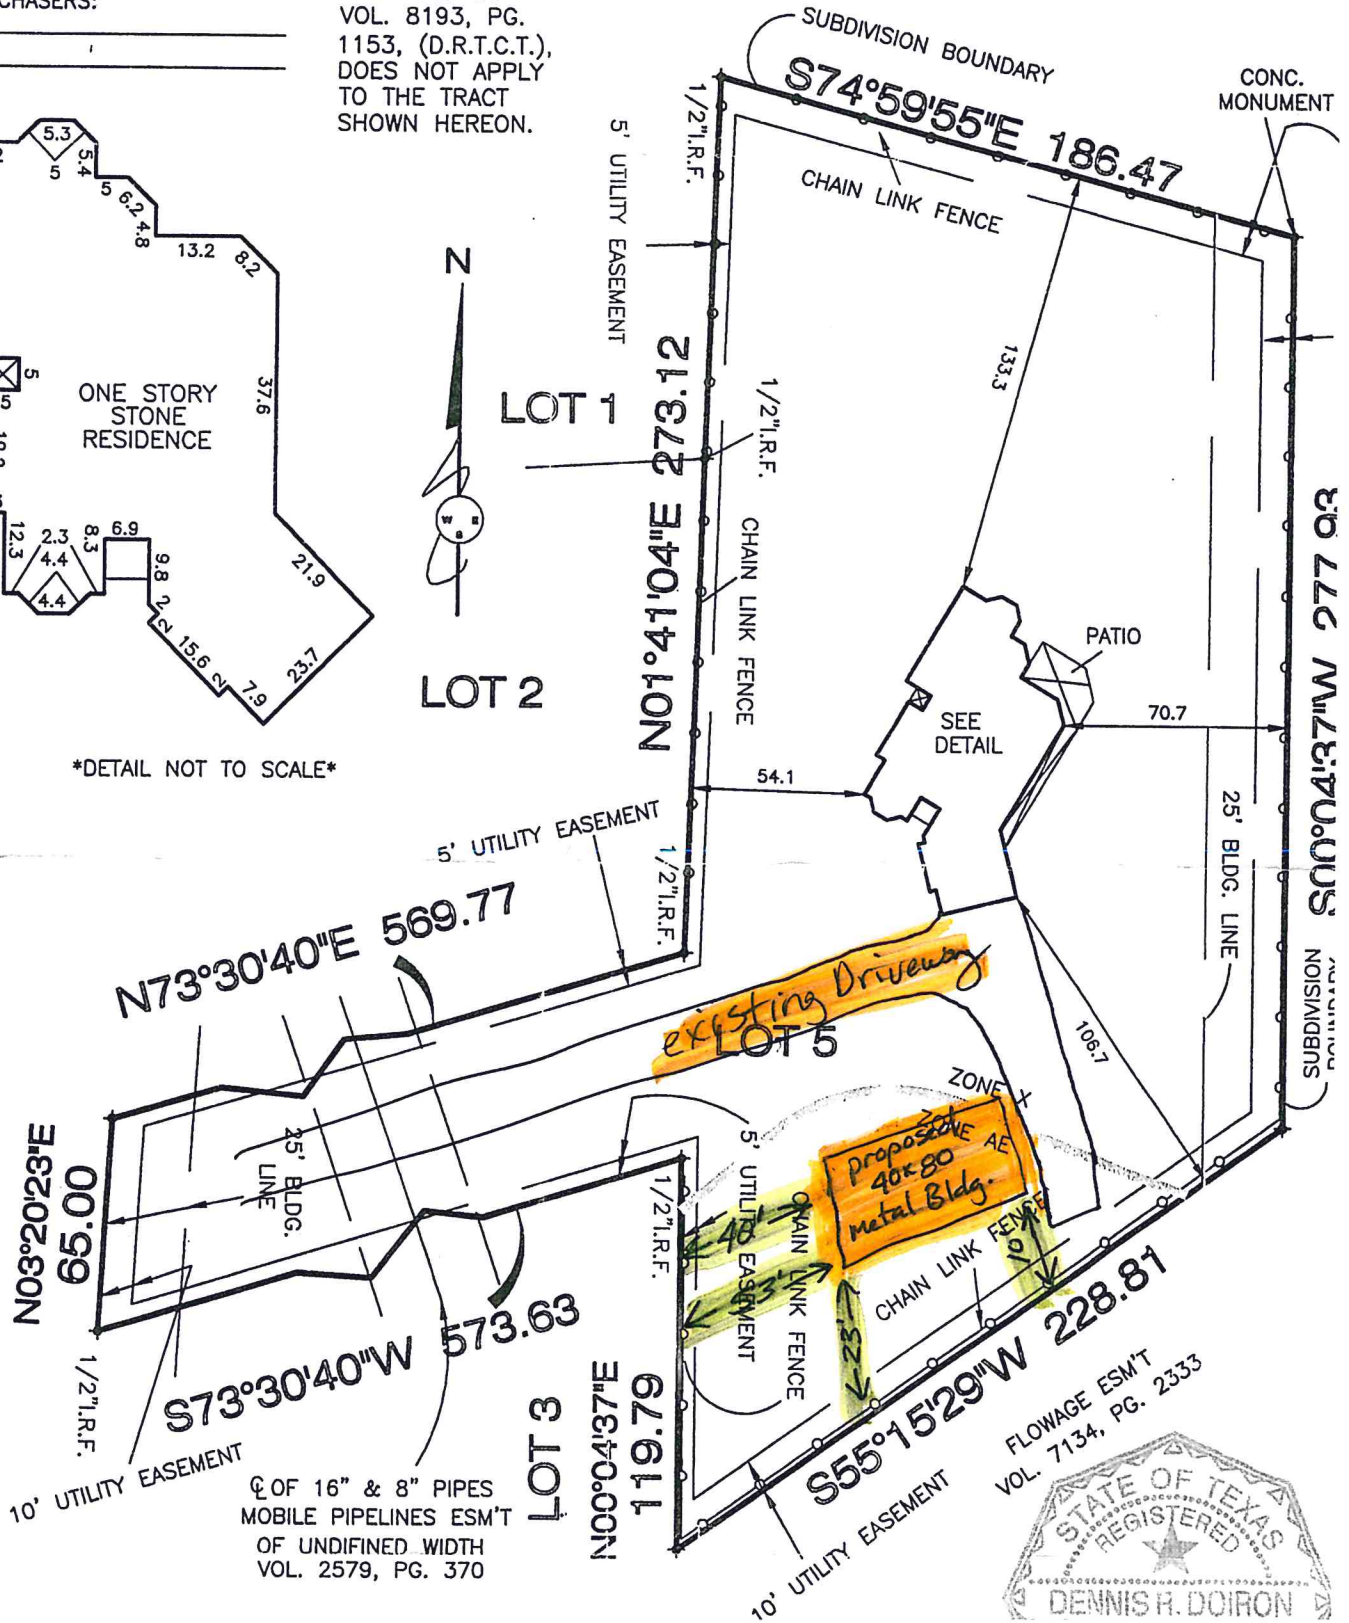 CHASERS:
VOL. 8193, PG.
1153, (D.R.T.C.T.),
DOES NOT APPLY
TO THE TRACT
SHOWN HEREON.
SUBDIVISION BOUNDARY
S74°59'55"E 186.47
CONC.
MONUMENT
1/2"I.R.F.
5' UTILITY EASEMENT
CHAIN LINK FENCE
5.3
5
5.4
5
6.2
4.8
13.2
8.2
37.6
5
5
ONE STORY
STONE
RESIDENCE
12.3
2.3
4.4
4.4
8.3
6.9
9.8
2
2
15.6
2
7.9
23.7
21.9
*DETAIL NOT TO SCALE*
N
LOT 1
LOT 2
N01°41'04"E 273.12
1/2"I.R.F.
CHAIN LINK FENCE
133.3
PATIO
SEE
DETAIL
70.7
54.1
25' BLDG. LINE
S00°04'37"W 277.93
SUBDIVISION
BOUNDARY
5' UTILITY EASEMENT
1/2"I.R.F.
N73°30'40"E 569.77
existing Driveway
LOT 5
106.7
ZONE X
ZONE AE
proposed
40x80
metal Bldg.
N03°20'23"E
65.00
25' BLDG.
LINE
5' UTILITY EASEMENT
1/2"I.R.F.
40'
CHAIN LINK FENCE
23'
10'
CHAIN LINK FENCE
S73°30'40"W 573.63
1/2"I.R.F.
10' UTILITY EASEMENT
℄ OF 16" & 8" PIPES
MOBILE PIPELINES ESM'T
OF UNDIFINED WIDTH
VOL. 2579, PG. 370
LOT 3
N00°04'37"E
119.79
S55°15'29"W 228.81
10' UTILITY EASEMENT
FLOWAGE ESM'T
VOL. 7134, PG. 2333
STATE OF TEXAS
REGISTERED
DENNIS R. DOIRON